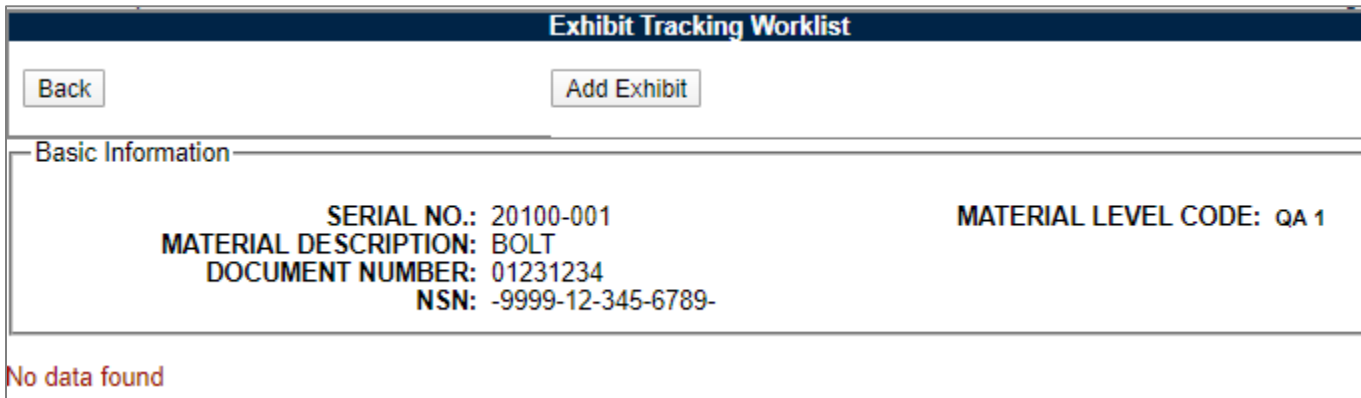 Exhibit Tracking Worklist
Back Add Exhibit
Basic Information
SERIAL NO.: 20100-001 MATERIAL LEVEL CODE: QA 1
MATERIAL DESCRIPTION: BOLT
DOCUMENT NUMBER: 01231234
NSN: -9999-12-345-6789-
No data found